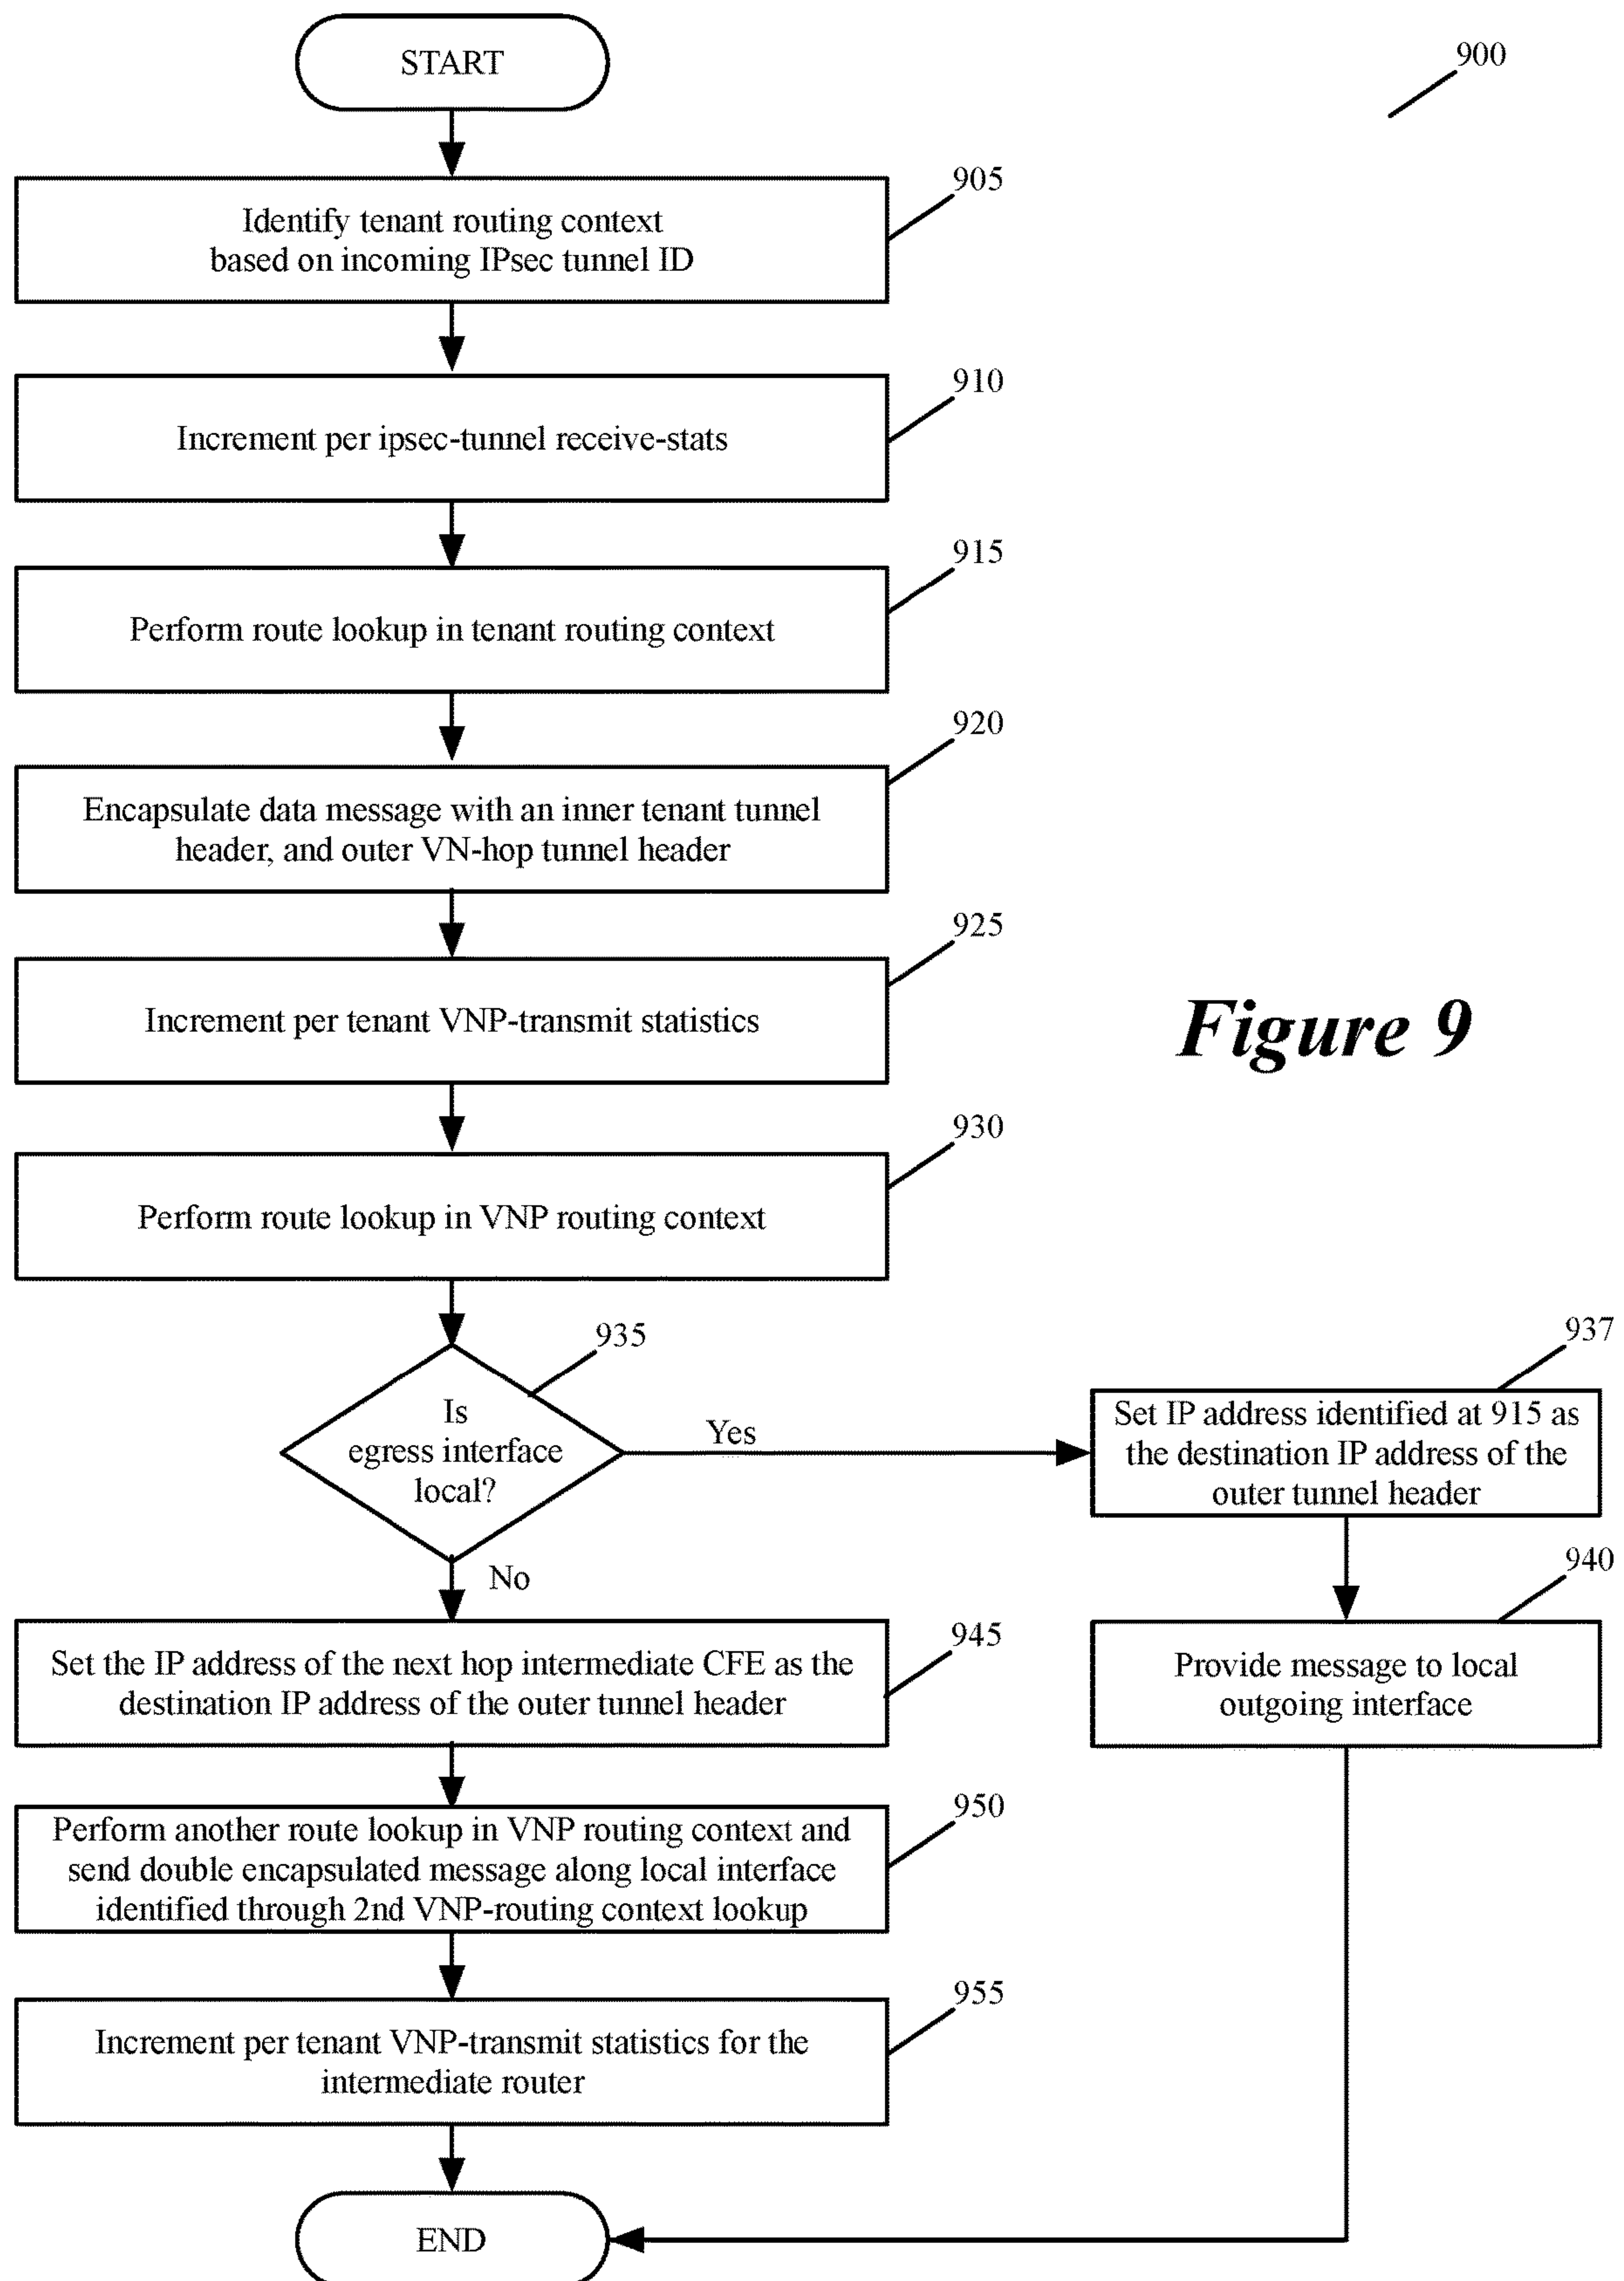 START
900
905
Identify tenant routing context
based on incoming IPsec tunnel ID
910
Increment per ipsec-tunnel receive-stats
915
Perform route lookup in tenant routing context
920
Encapsulate data message with an inner tenant tunnel
header, and outer VN-hop tunnel header
925
Increment per tenant VNP-transmit statistics
Figure 9
930
Perform route lookup in VNP routing context
935
Is
egress interface
local?
Yes
937
Set IP address identified at 915 as
the destination IP address of the
outer tunnel header
No
940
Provide message to local
outgoing interface
945
Set the IP address of the next hop intermediate CFE as the
destination IP address of the outer tunnel header
950
Perform another route lookup in VNP routing context and
send double encapsulated message along local interface
identified through 2nd VNP-routing context lookup
955
Increment per tenant VNP-transmit statistics for the
intermediate router
END